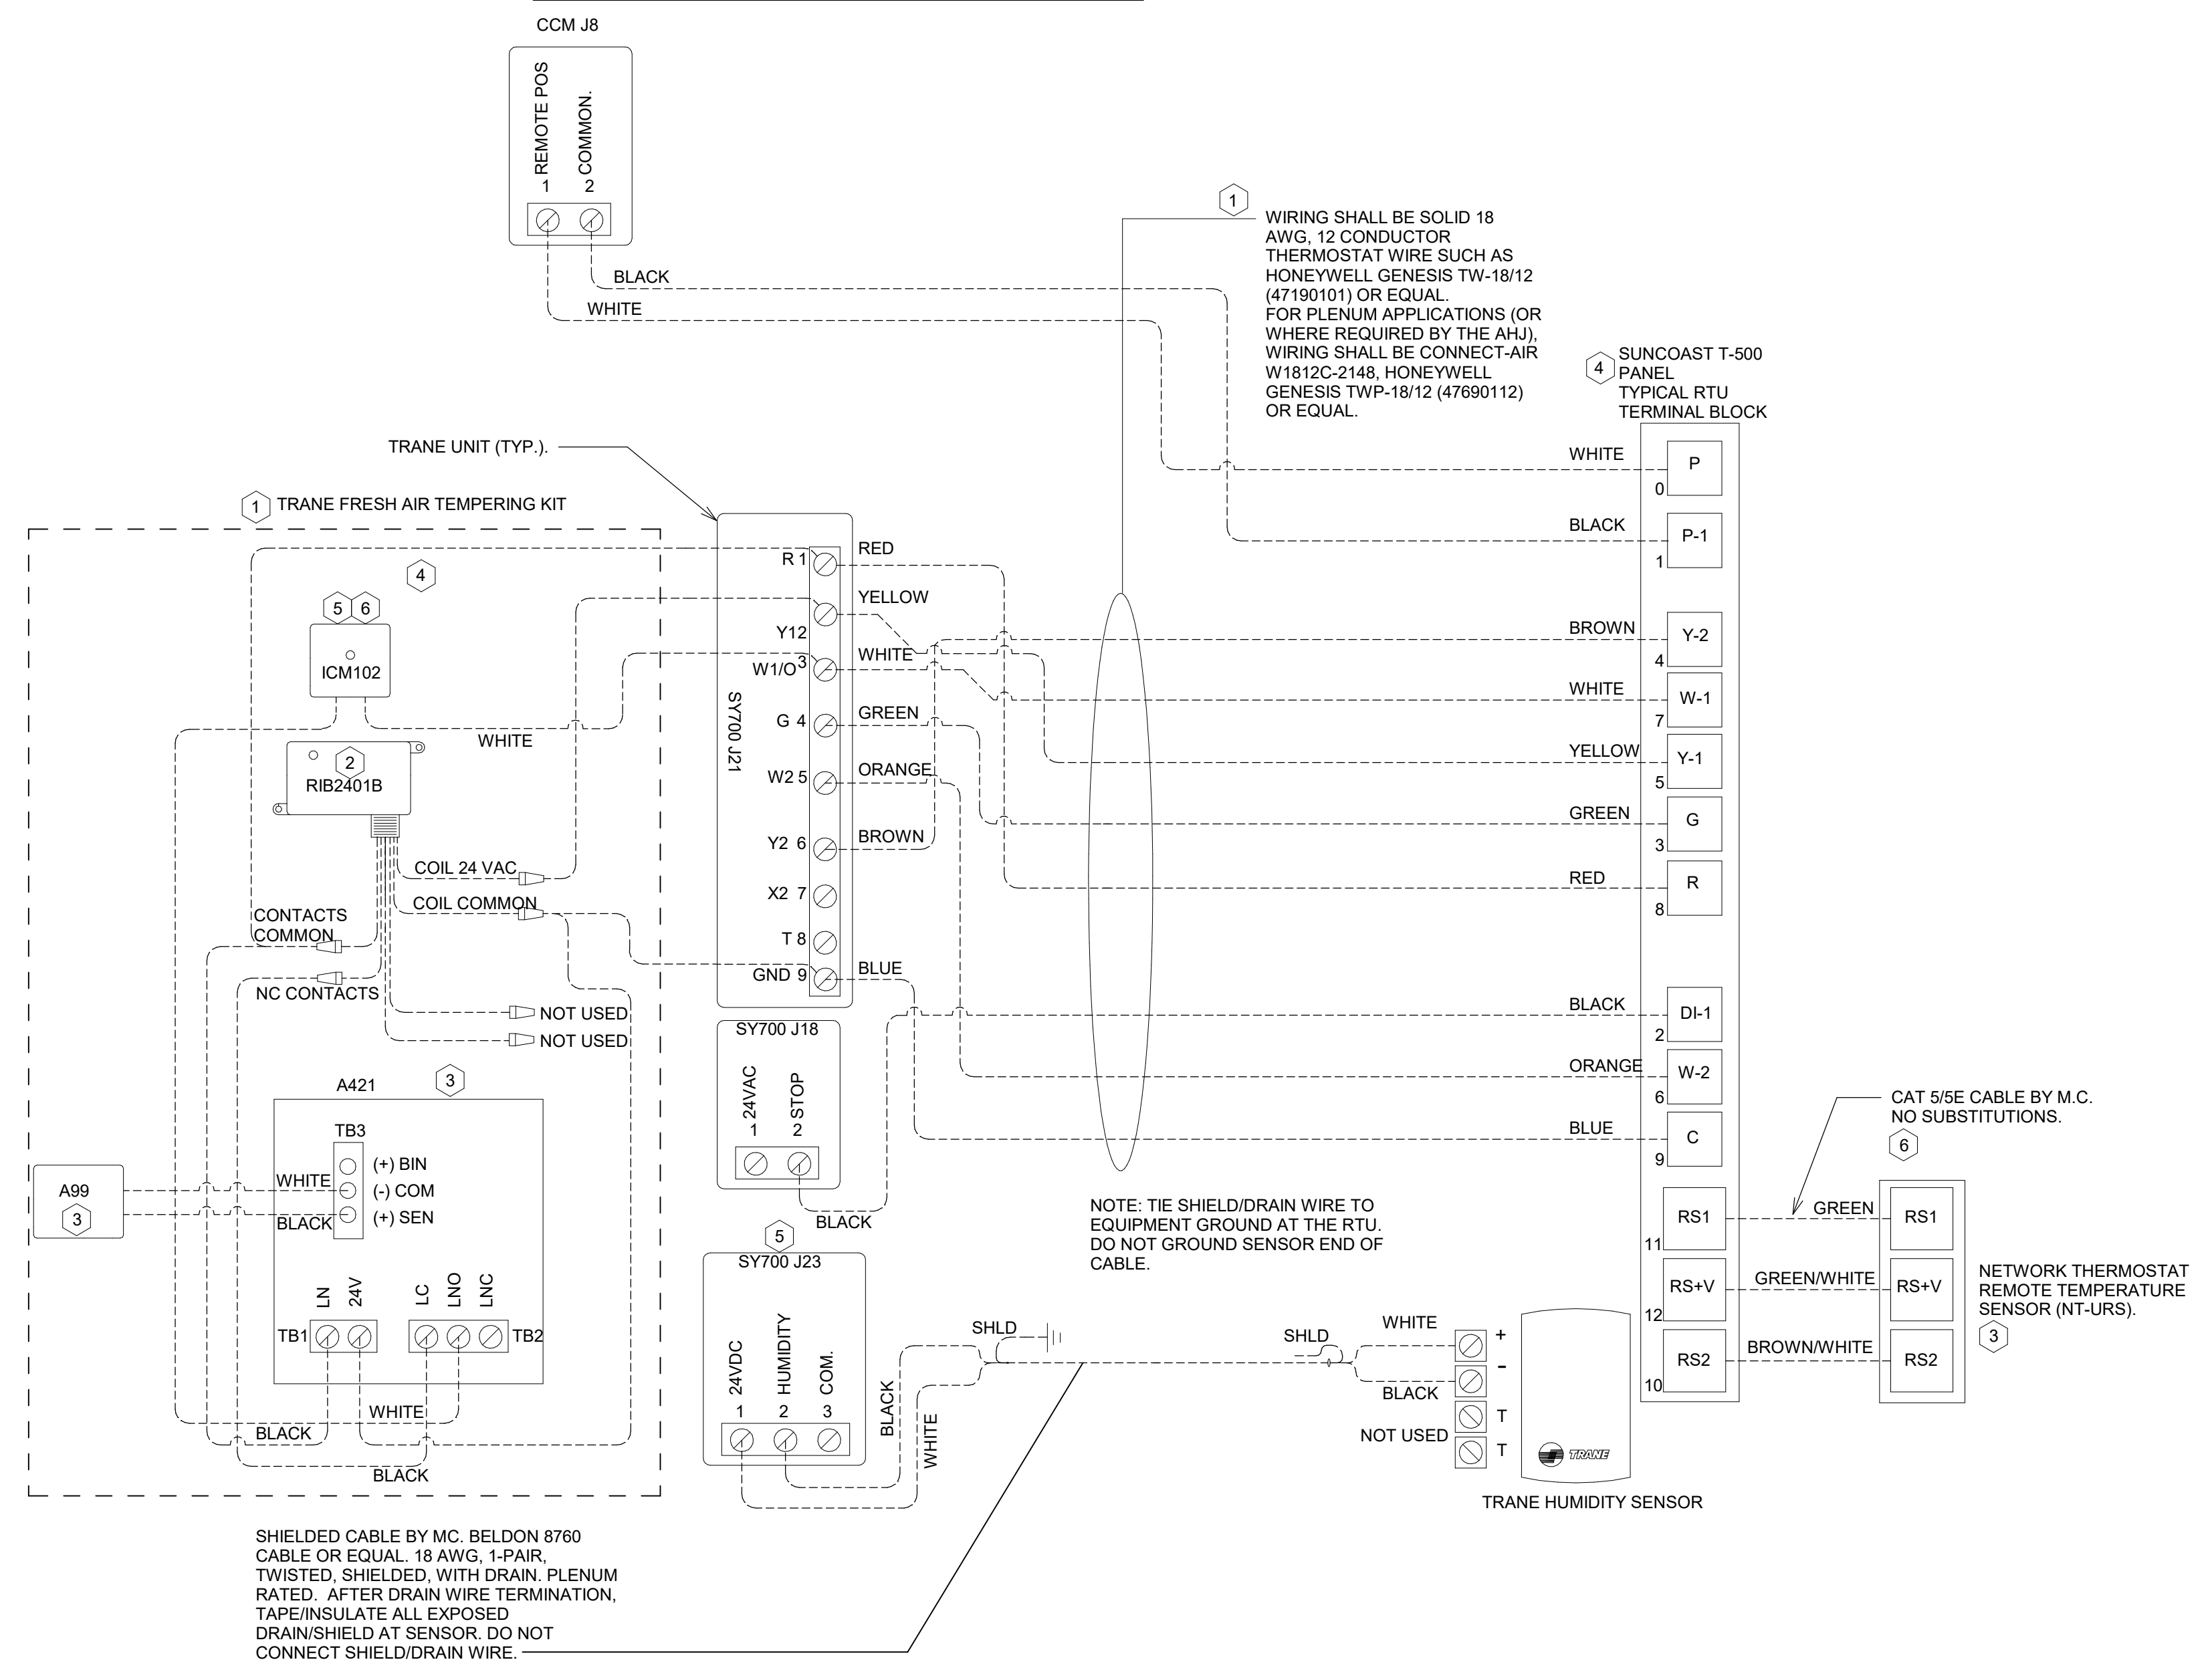 CCM J8
REMOTE POS
COMMON.
1
2
BLACK
WHITE
1
WIRING SHALL BE SOLID 18
AWG, 12 CONDUCTOR
THERMOSTAT WIRE SUCH AS
HONEYWELL GENESIS TW-18/12
(47190101) OR EQUAL.
FOR PLENUM APPLICATIONS (OR
WHERE REQUIRED BY THE AHJ),
WIRING SHALL BE CONNECT-AIR
W1812C-2148, HONEYWELL
GENESIS TWP-18/12 (47690112)
OR EQUAL.
4
SUNCOAST T-500
PANEL
TYPICAL RTU
TERMINAL BLOCK
TRANE UNIT (TYP.).
1
TRANE FRESH AIR TEMPERING KIT
4
5
6
ICM102
WHITE
2
RIB2401B
COIL 24 VAC
COIL COMMON
CONTACTS
COMMON
NC CONTACTS
NOT USED
NOT USED
A421
3
TB3
(+) BIN
(-) COM
(+) SEN
WHITE
BLACK
A99
3
LN
24V
LC
LNO
LNC
TB1
TB2
WHITE
BLACK
BLACK
SY700 J21
R 1
RED
YELLOW
Y12
W1/O 3
WHITE
G 4
GREEN
W2 5
ORANGE
Y2 6
BROWN
X2 7
T 8
GND 9
BLUE
SY700 J18
24VAC
STOP
1
2
BLACK
5
SY700 J23
24VDC
HUMIDITY
COM.
1
2
3
BLACK
WHITE
WHITE
P
0
BLACK
P-1
1
BROWN
Y-2
4
WHITE
W-1
7
YELLOW
Y-1
5
GREEN
G
3
RED
R
8
BLACK
DI-1
2
ORANGE
W-2
6
BLUE
C
9
RS1
11
RS+V
12
RS2
10
CAT 5/5E CABLE BY M.C.
NO SUBSTITUTIONS.
6
GREEN
RS1
GREEN/WHITE
RS+V
BROWN/WHITE
RS2
NETWORK THERMOSTAT
REMOTE TEMPERATURE
SENSOR (NT-URS).
3
NOTE: TIE SHIELD/DRAIN WIRE TO
EQUIPMENT GROUND AT THE RTU.
DO NOT GROUND SENSOR END OF
CABLE.
SHLD
SHLD
WHITE
+
-
BLACK
T
NOT USED
T
TRANE
TRANE HUMIDITY SENSOR
SHIELDED CABLE BY MC. BELDON 8760
CABLE OR EQUAL. 18 AWG, 1-PAIR,
TWISTED, SHIELDED, WITH DRAIN. PLENUM
RATED. AFTER DRAIN WIRE TERMINATION,
TAPE/INSULATE ALL EXPOSED
DRAIN/SHIELD AT SENSOR. DO NOT
CONNECT SHIELD/DRAIN WIRE.